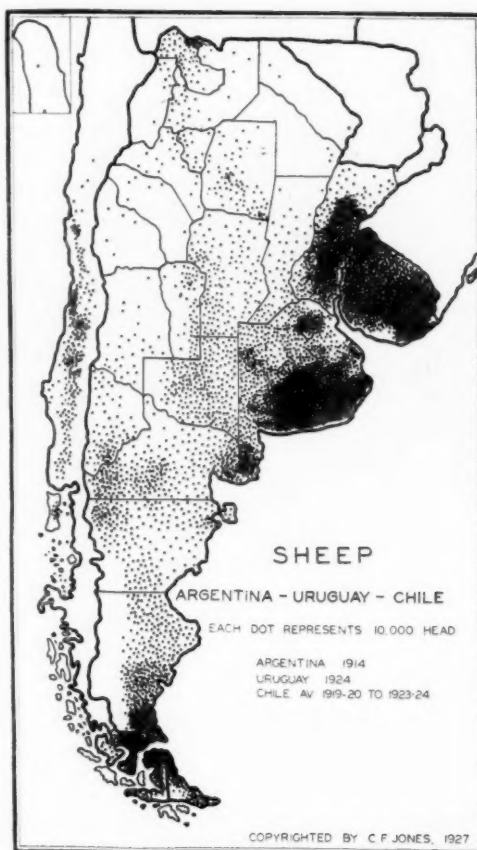 SHEEP
ARGENTINA - URUGUAY - CHILE
EACH DOT REPRESENTS 10,000 HEAD
ARGENTINA 1914
URUGUAY 1924
CHILE AV 1919-20 TO 1923-24
COPYRIGHTED BY C F JONES, 1927